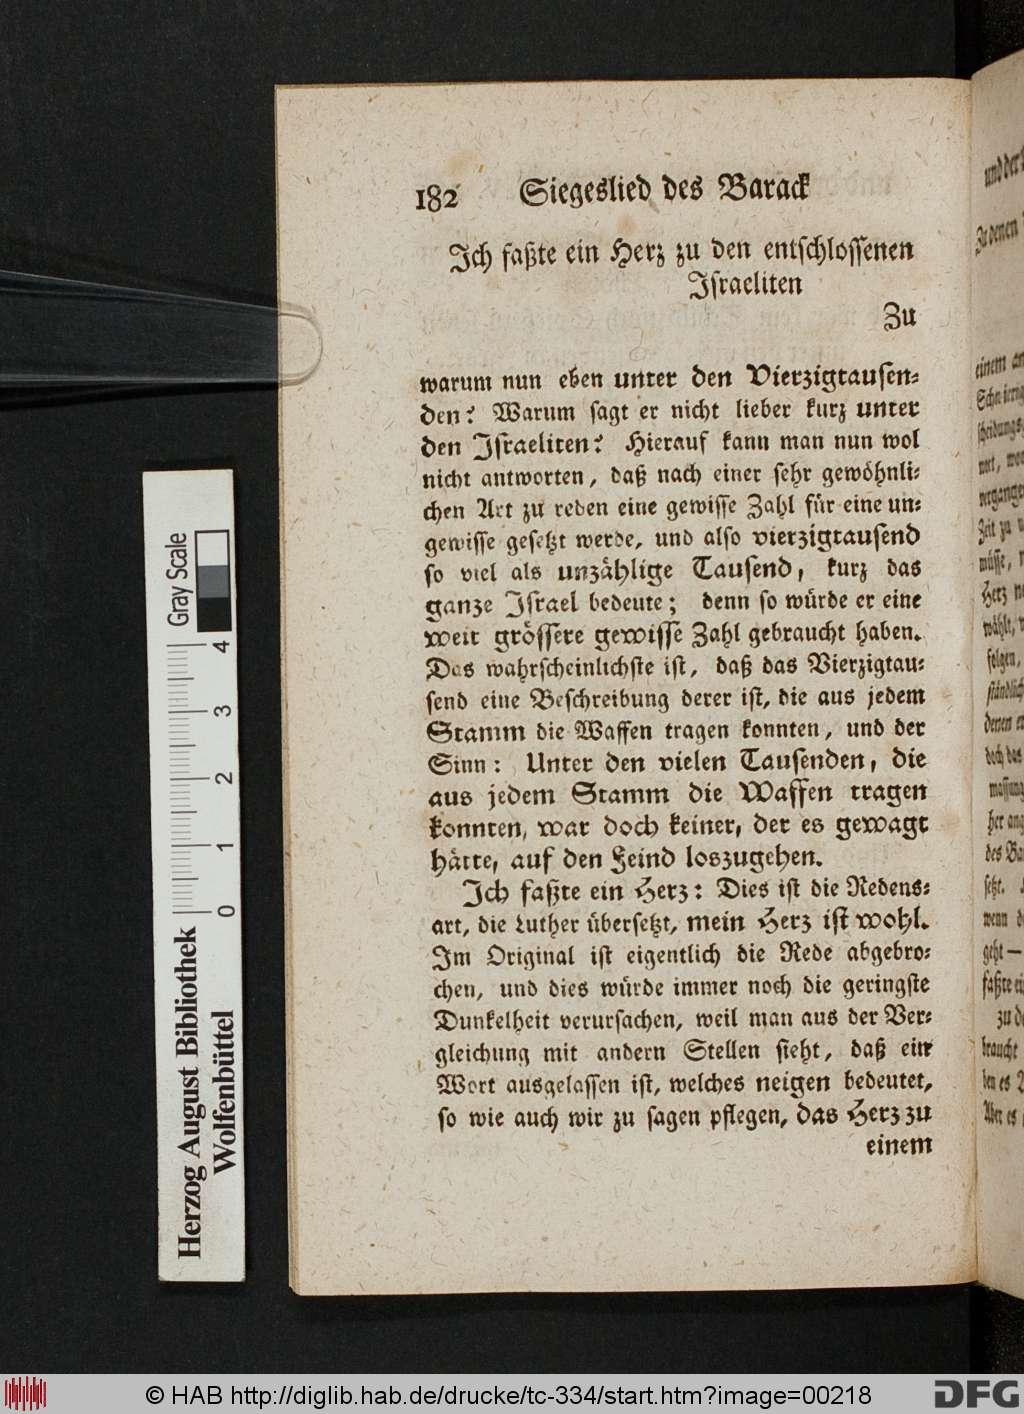 182 Siegeslied des Barack
Ich faßte ein Herz zu den entschlossenen
Israeliten
Zu
warum nun eben unter den Vierzigtausen-
den? Warum sagt er nicht lieber kurz unter
den Israeliten? Hierauf kann man nun wol
nicht antworten, daß nach einer sehr gewöhnli-
chen Art zu reden eine gewisse Zahl für eine un-
gewisse gesetzt werde, und also vierzigtausend
so viel als unzählige Tausend, kurz das
ganze Israel bedeute; denn so würde er eine
weit grössere gewisse Zahl gebraucht haben.
Das wahrscheinlichste ist, daß das Vierzigtau-
send eine Beschreibung derer ist, die aus jedem
Stamm die Waffen tragen konnten, und der
Sinn: Unter den vielen Tausenden, die
aus jedem Stamm die Waffen tragen
konnten, war doch keiner, der es gewagt
hätte, auf den Feind loszugehen.
Ich faßte ein Herz: Dies ist die Redens-
art, die Luther übersetzt, mein Herz ist wohl.
Im Original ist eigentlich die Rede abgebro-
chen, und dies würde immer noch die geringste
Dunkelheit verursachen, weil man aus der Ver-
gleichung mit andern Stellen sieht, daß ein
Wort ausgelassen ist, welches neigen bedeutet,
so wie auch wir zu sagen pflegen, das Herz zu
einem
Gray Scale
0 1 2 3 4
Herzog August Bibliothek
Wolfenbüttel
© HAB http://diglib.hab.de/drucke/tc-334/start.htm?image=00218
DFG